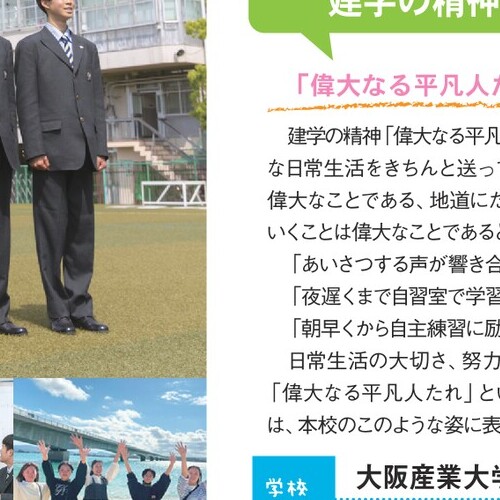 建学の精神
「偉大なる平凡人た
建学の精神「偉大なる平凡
な日常生活をきちんと送っ
偉大なことである、地道にた
いくことは偉大なことであると
「あいさつする声が響き合
「夜遅くまで自習室で学習
「朝早くから自主練習に励
日常生活の大切さ、努力
「偉大なる平凡人たれ」とい
は、本校のこのような姿に表
学校
大阪産業大学